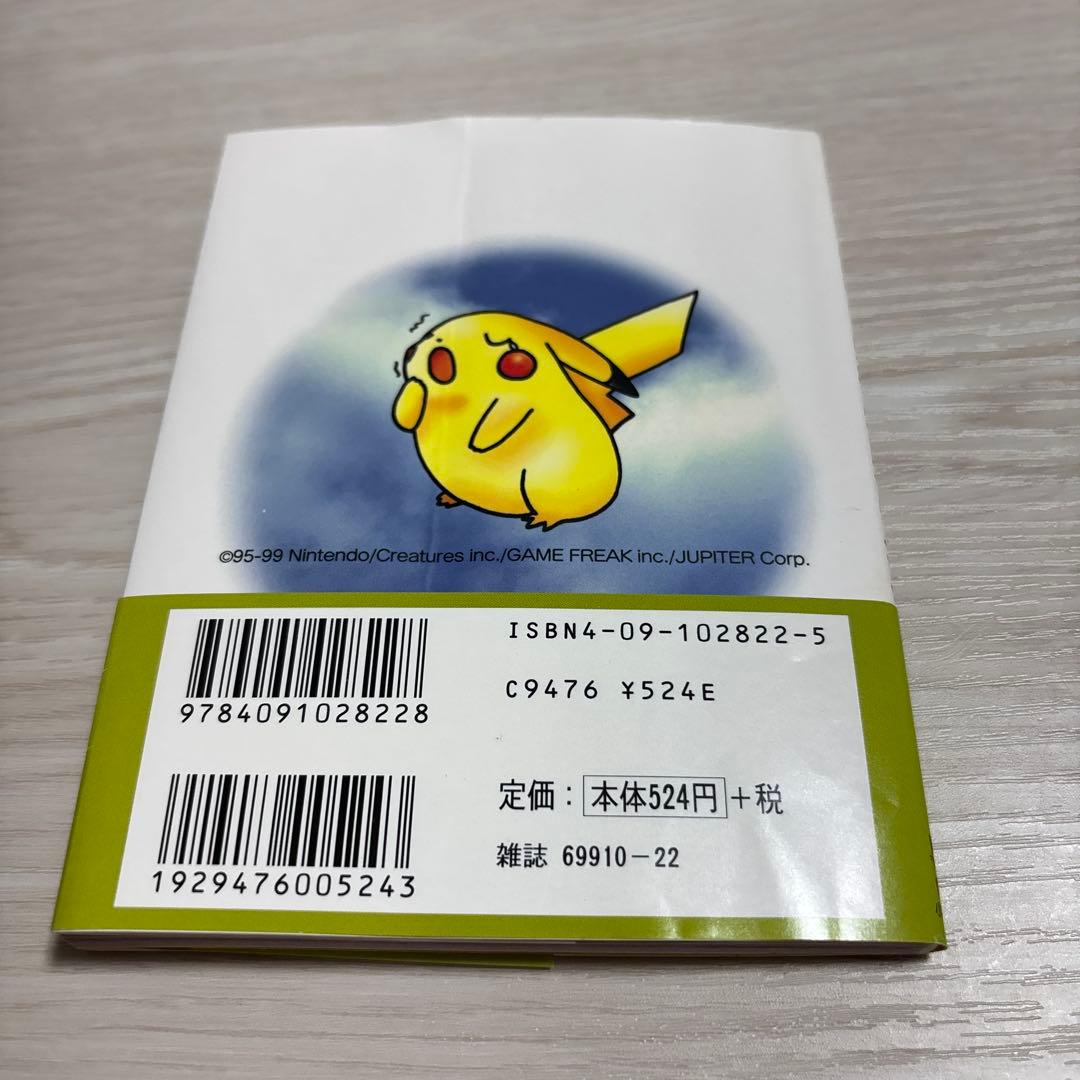 ©95-99 Nintendo/Creatures inc./GAME FREAK inc./JUPITER Corp.
ISBN4-09-102822-5
C9476 ¥524E
9784091028228
定価：本体524円+税
雑誌 69910-22
1929476005243